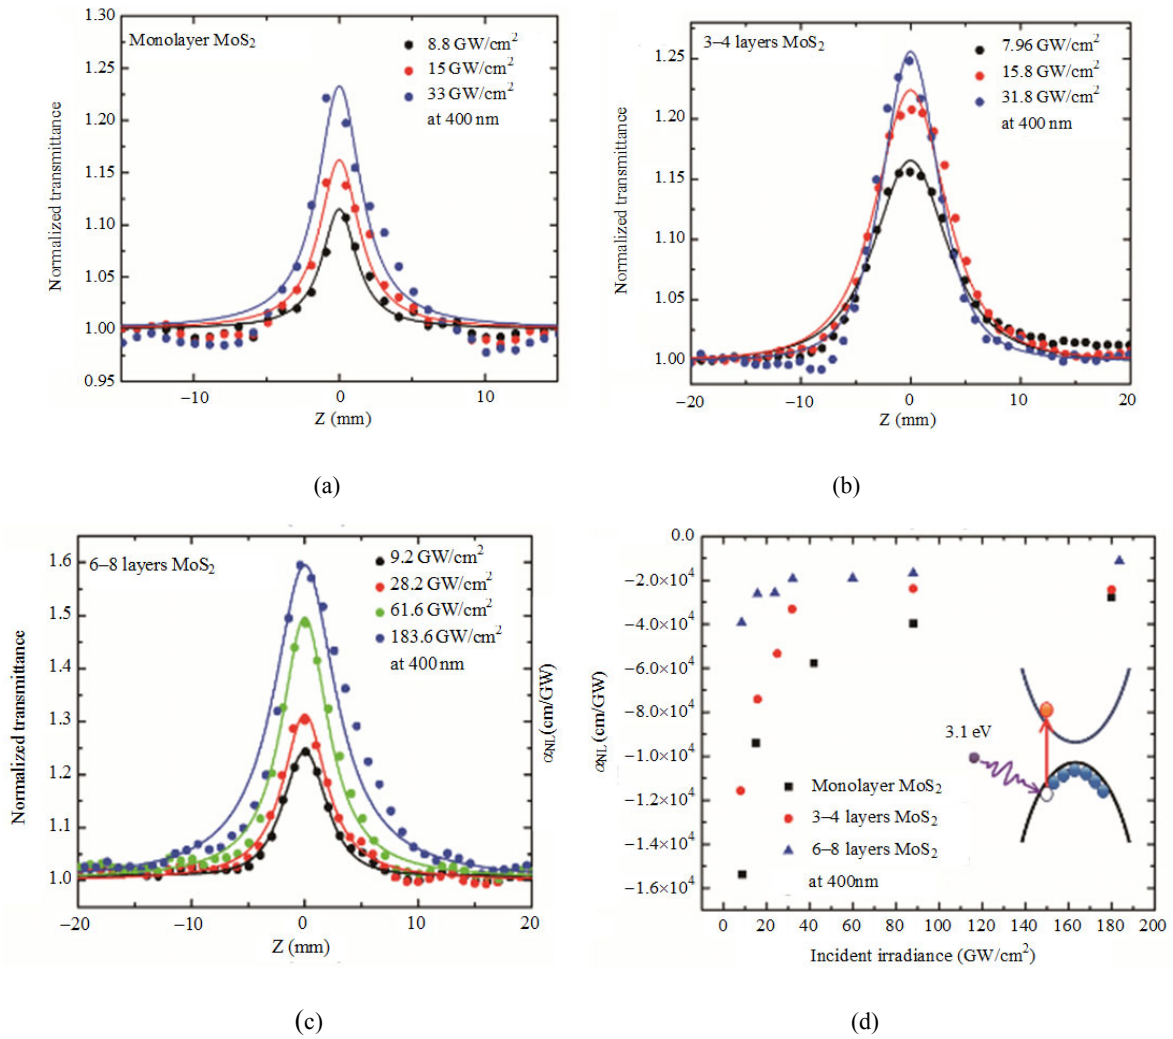 Monolayer MoS2
8.8 GW/cm2
15 GW/cm2
33 GW/cm2
at 400 nm
1.30
1.25
1.20
1.15
1.10
1.05
1.00
0.95
Normalized transmittance
−10
0
10
Z (mm)
(a)
3–4 layers MoS2
7.96 GW/cm2
15.8 GW/cm2
31.8 GW/cm2
at 400 nm
1.25
1.20
1.15
1.10
1.05
1.00
Normalized transmittance
−20
−10
0
10
20
Z (mm)
(b)
6–8 layers MoS2
9.2 GW/cm2
28.2 GW/cm2
61.6 GW/cm2
183.6 GW/cm2
at 400 nm
1.6
1.5
1.4
1.3
1.2
1.1
1.0
Normalized transmittance
αNL (cm/GW)
−20
−10
0
10
20
Z (mm)
(c)
0.0
−2.0×104
−4.0×104
−6.0×104
−8.0×104
−1.0×104
−1.2×104
−1.4×104
−1.6×104
αNL (cm/GW)
3.1 eV
Monolayer MoS2
3–4 layers MoS2
6–8 layers MoS2
at 400nm
0
20
40
60
80
100
120
140
160
180
200
Incident irradiance (GW/cm2)
(d)